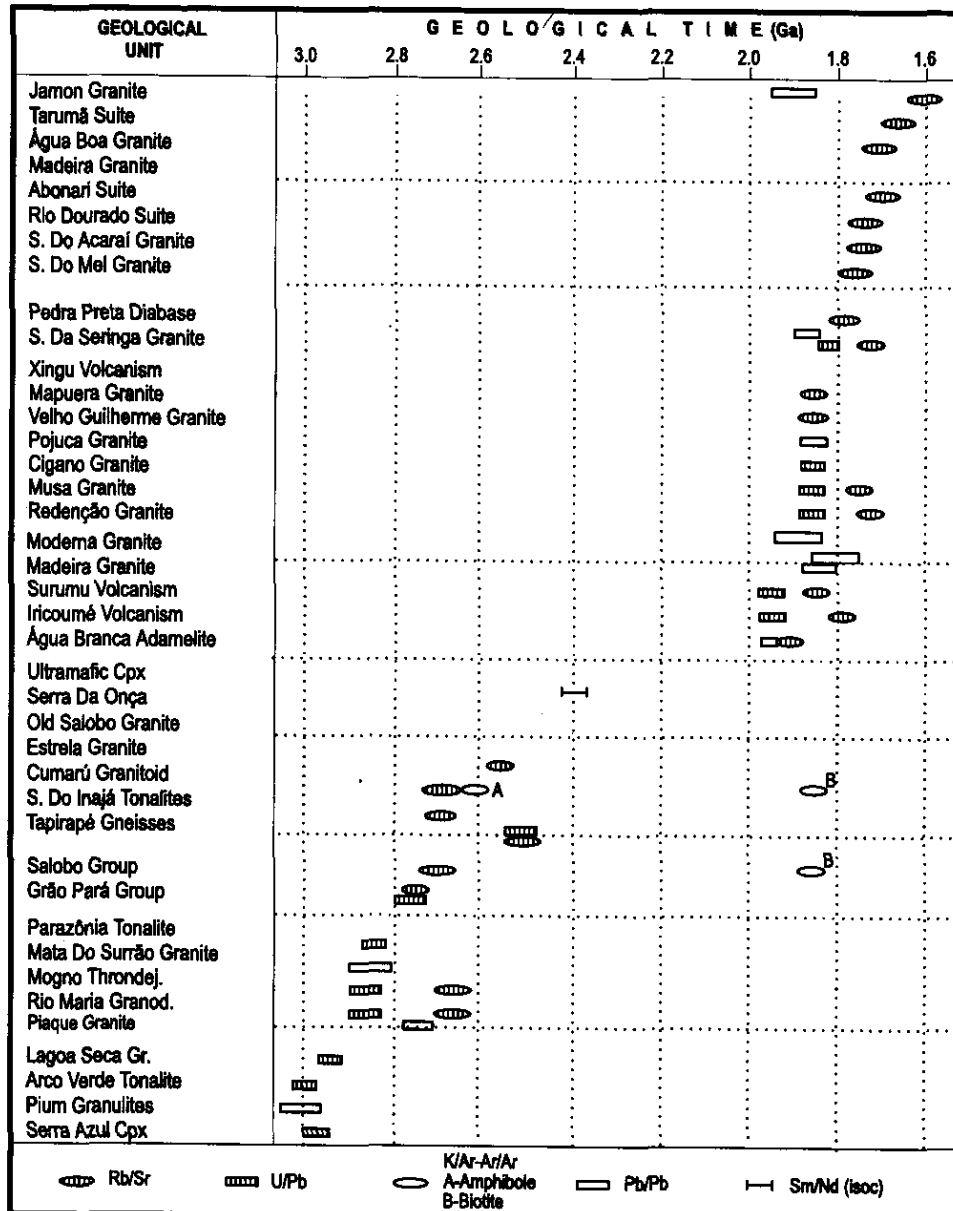 GEOLOGICAL UNIT
GEOLOGICAL TIME (Ga)
3.0 2.8 2.6 2.4 2.2 2.0 1.8 1.6
Jamon Granite
Tarumã Suite
Água Boa Granite
Madeira Granite
Abonari Suite
Rio Dourado Suite
S. Do Acaraí Granite
S. Do Mel Granite
Pedra Preta Diabase
S. Da Seringa Granite
Xingu Volcanism
Mapuera Granite
Velho Guilherme Granite
Pojuca Granite
Cigano Granite
Musa Granite
Redenção Granite
Moderna Granite
Madeira Granite
Surumu Volcanism
Iricoumé Volcanism
Água Branca Adamelite
Ultramafic Cpx
Serra Da Onça
Old Salobo Granite
Estrela Granite
Cumarú Granitoid
B
S. Do Inajá Tonalites
A
Tapirapé Gneisses
Salobo Group
B
Grão Pará Group
Parazônia Tonalite
Mata Do Surrão Granite
Mogno Throndej.
Rio Maria Granod.
Piaque Granite
Lagoa Seca Gr.
Arco Verde Tonalite
Pium Granulites
Serra Azul Cpx
Rb/Sr
U/Pb
K/Ar-Ar/Ar
A-Amphibole
B-Biotite
Pb/Pb
Sm/Nd (isoc)